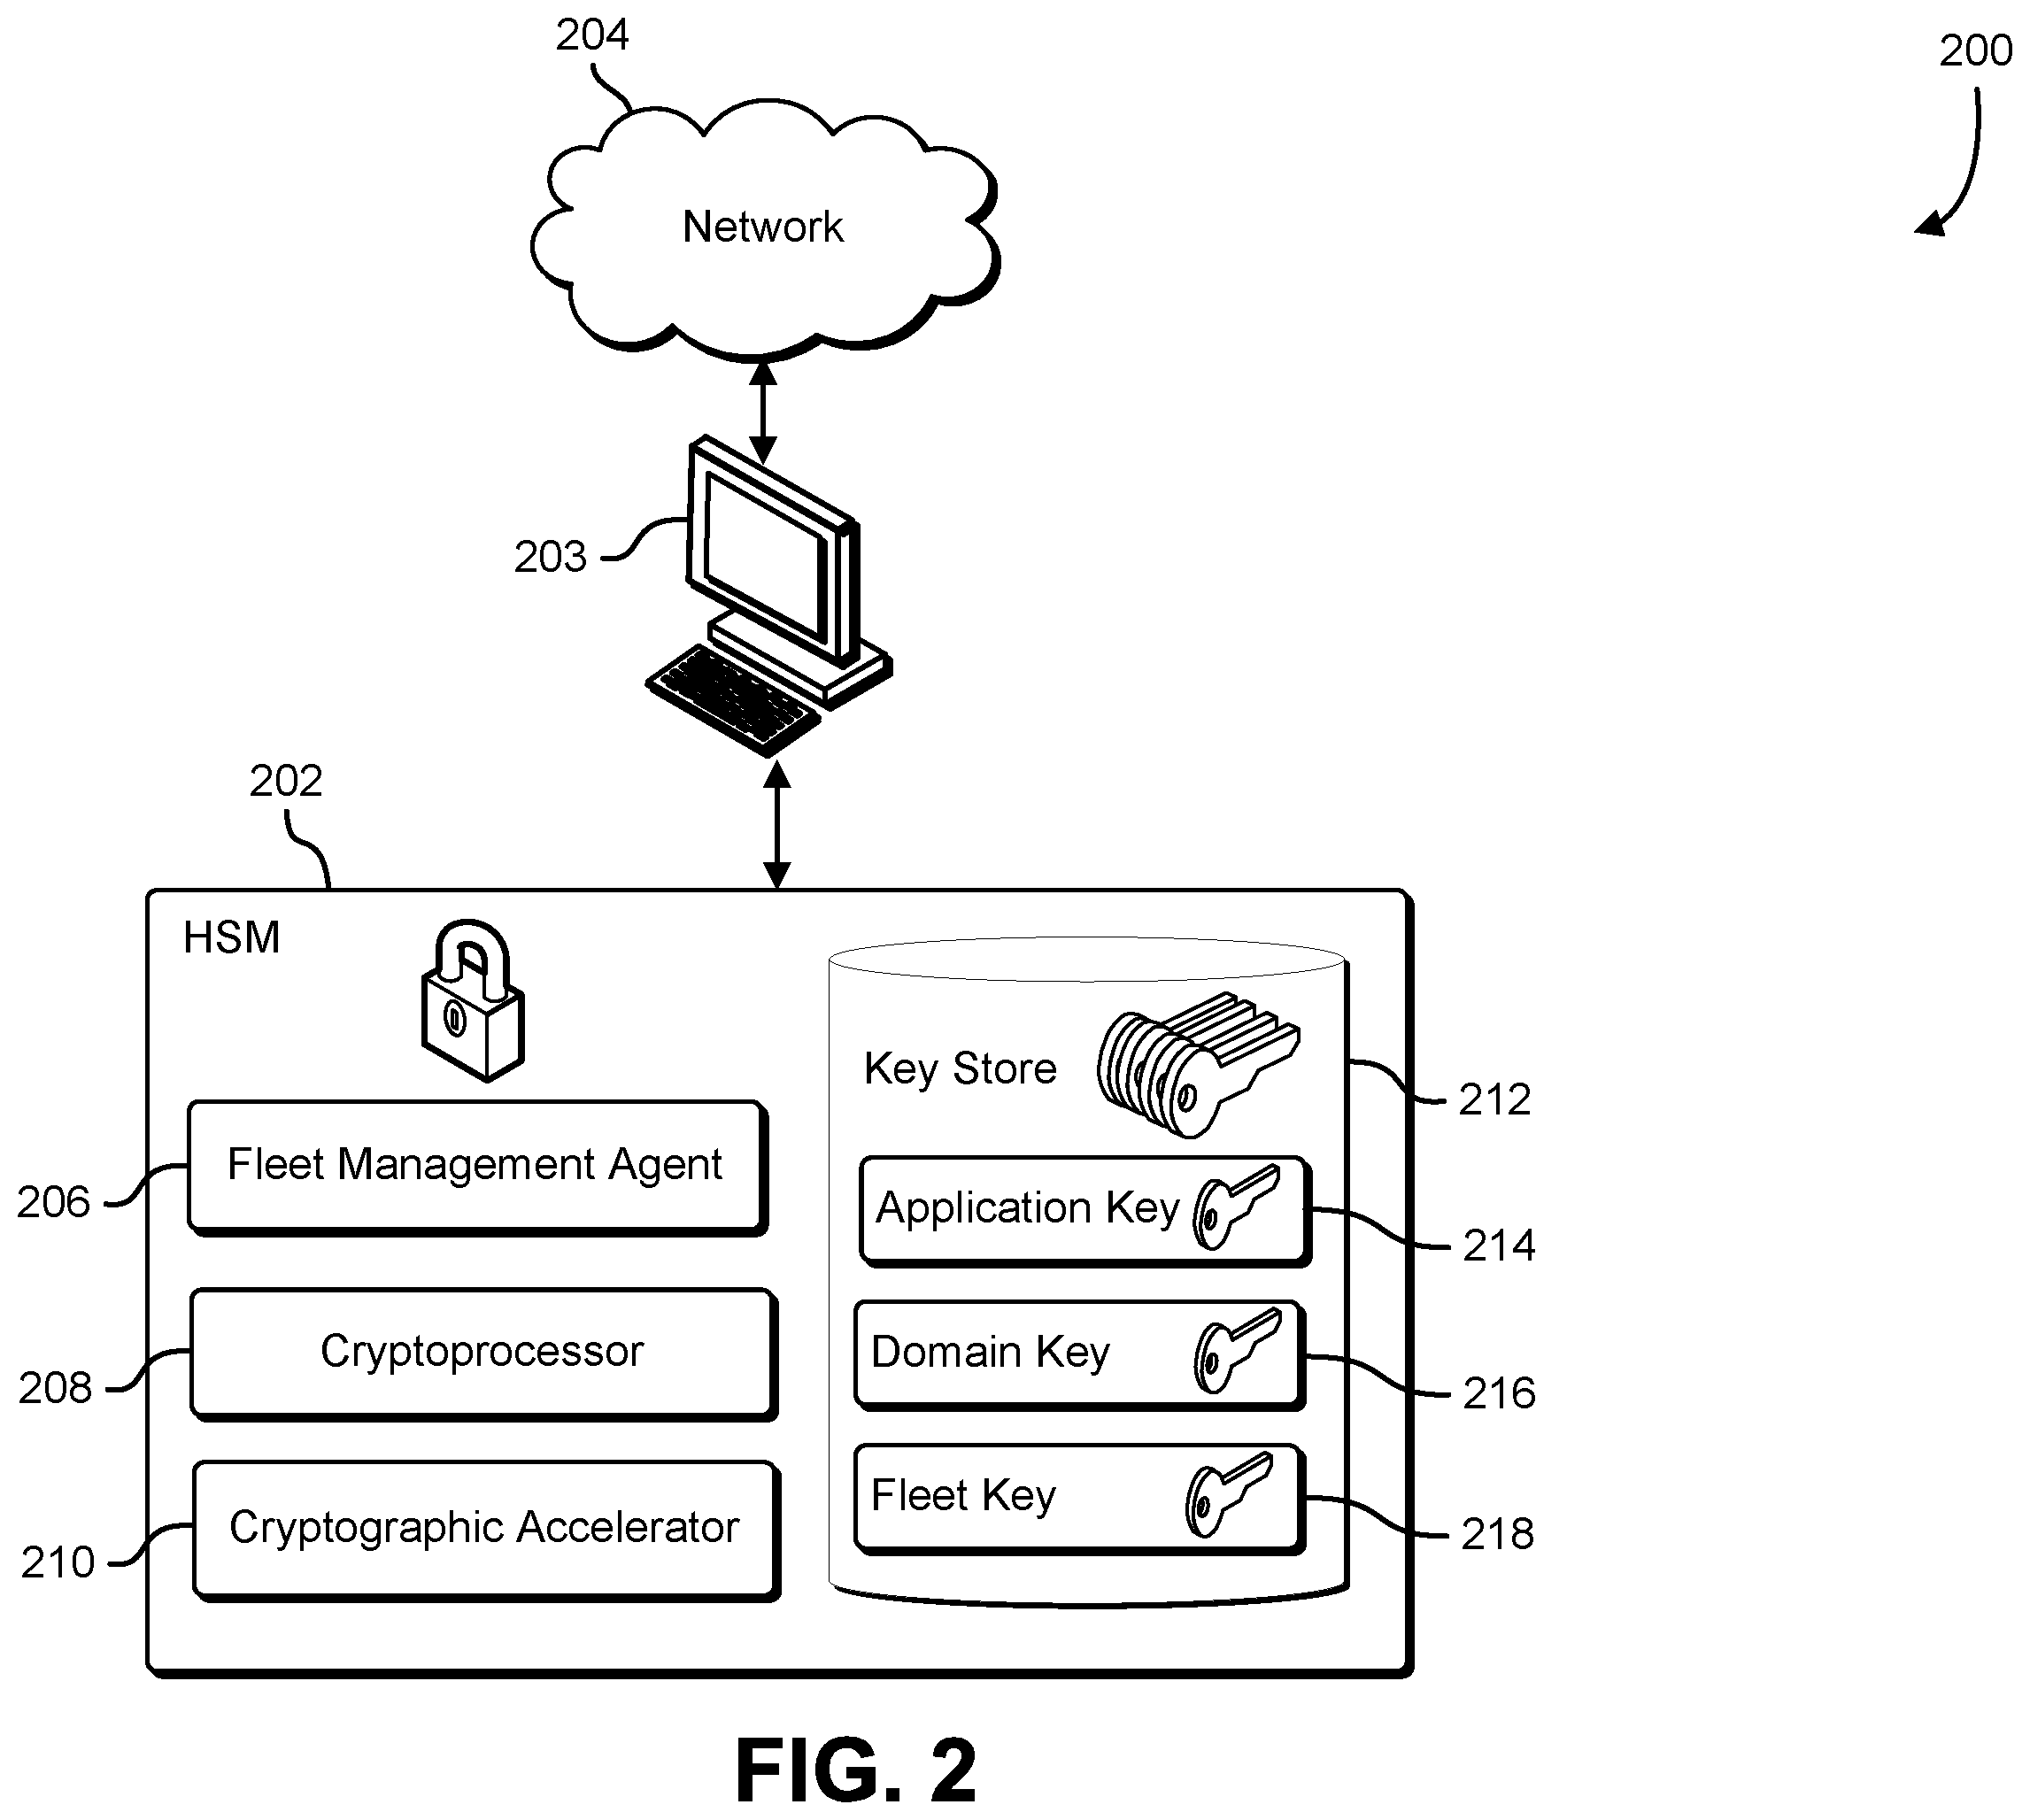 204
200
Network
203
202
HSM
Key Store
212
Fleet Management Agent
206
Application Key
214
Cryptoprocessor
208
Domain Key
216
Cryptographic Accelerator
210
Fleet Key
218
FIG. 2